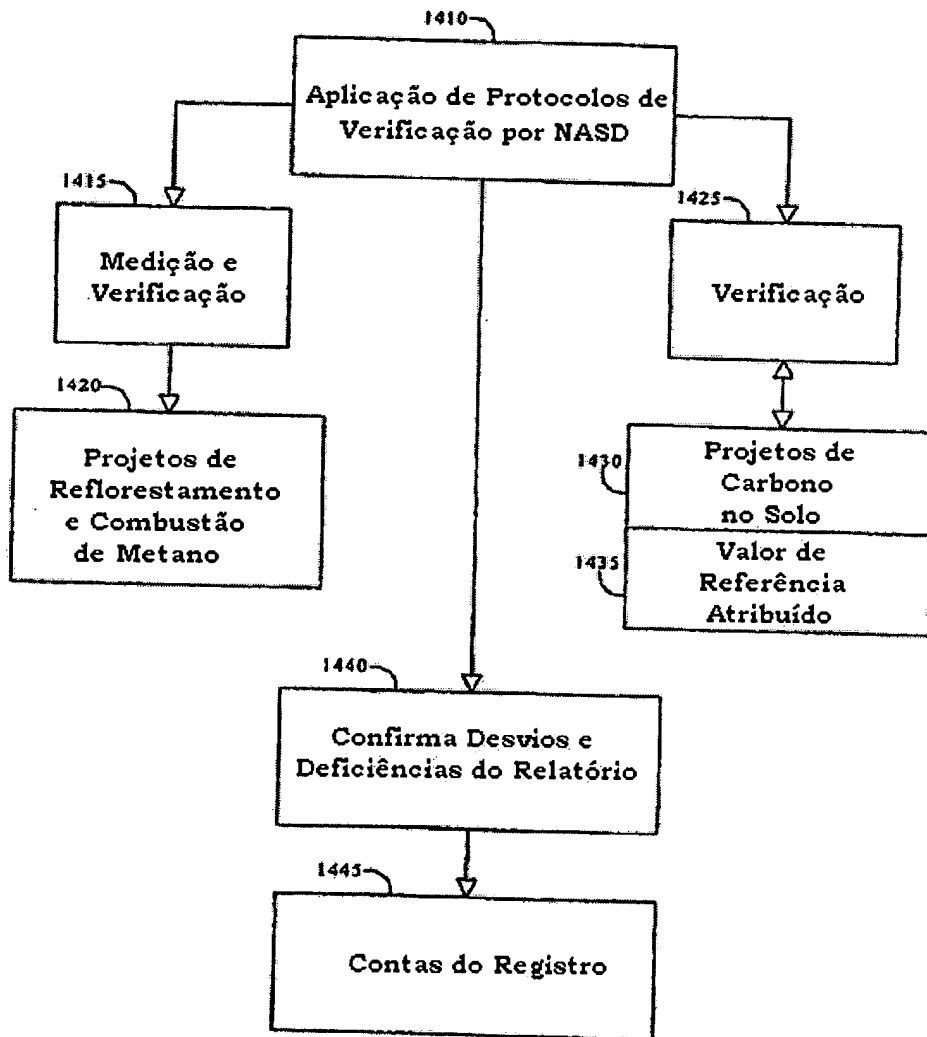 1410
Aplicação de Protocolos de
Verificação por NASD
1415
Medição e
Verificação
1425
Verificação
1420
Projetos de
Reflorestamento
e Combustão
de Metano
1430
Projetos de
Carbono
no Solo
1435
Valor de
Referência
Atribuído
1440
Confirma Desvios e
Deficiências do Relatório
1445
Contas do Registro